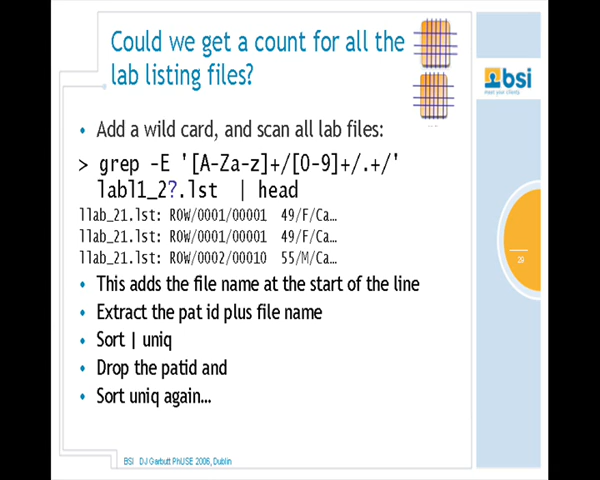 Could we get a count for all the
lab listing files?
bsi
meet your clients
• Add a wild card, and scan all lab files:
> grep -E '[A-Za-z]+/[0-9]+/.+/'
labl1_2?.lst | head
llab_21.lst: ROW/0001/00001 49/F/Ca…
llab_21.lst: ROW/0001/00001 49/F/Ca…
llab_21.lst: ROW/0002/00010 55/M/Ca…
• This adds the file name at the start of the line
• Extract the pat id plus file name
• Sort | uniq
• Drop the patid and
• Sort uniq again…
29
BSI DJ Garbutt PhUSE 2006, Dublin